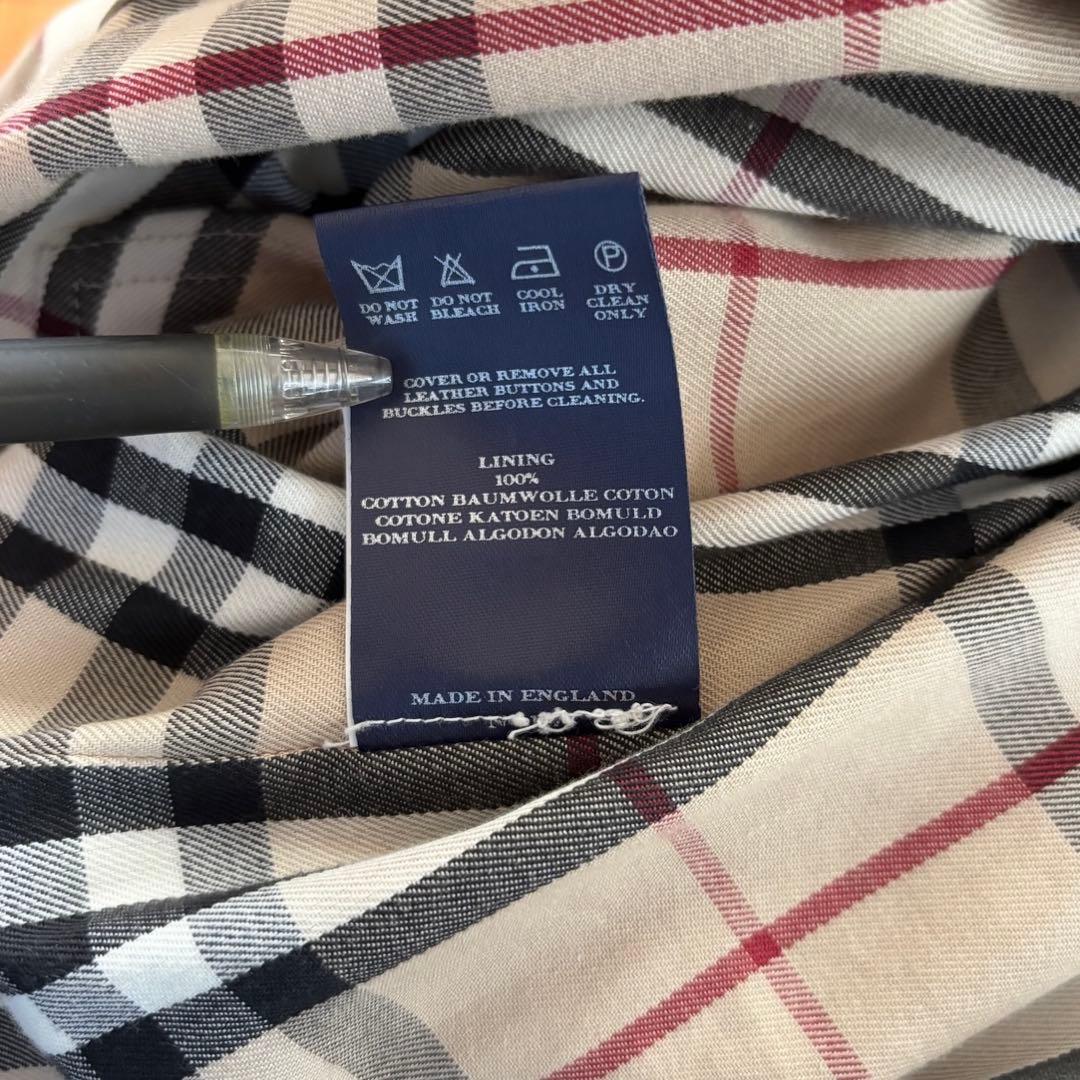 DO NOT WASH
DO NOT BLEACH
COOL IRON
P
DRY CLEAN ONLY
COVER OR REMOVE ALL
LEATHER BUTTONS AND
BUCKLES BEFORE CLEANING.
LINING
100%
COTTON BAUMWOLLE COTON
COTONE KATOEN BOMULD
BOMULL ALGODON ALGODAO
MADE IN ENGLAND